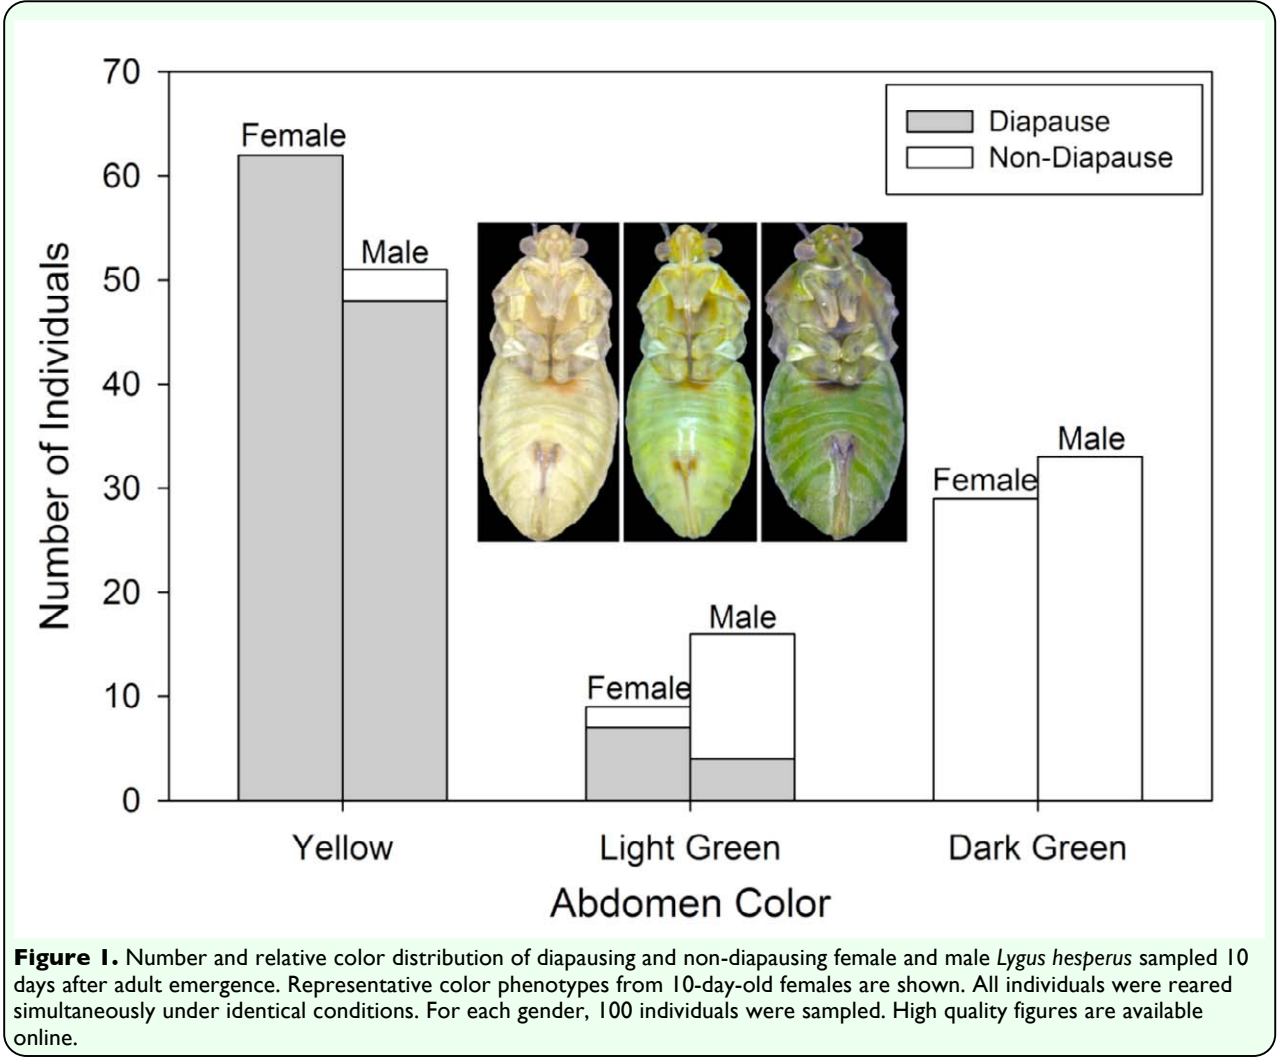 70
60
50
40
30
20
10
0
Number of Individuals
Female
Male
Female
Male
Female
Male
Diapause
Non-Diapause
Yellow
Light Green
Dark Green
Abdomen Color
Figure 1. Number and relative color distribution of diapausing and non-diapausing female and male Lygus hesperus sampled 10
days after adult emergence. Representative color phenotypes from 10-day-old females are shown. All individuals were reared
simultaneously under identical conditions. For each gender, 100 individuals were sampled. High quality figures are available
online.